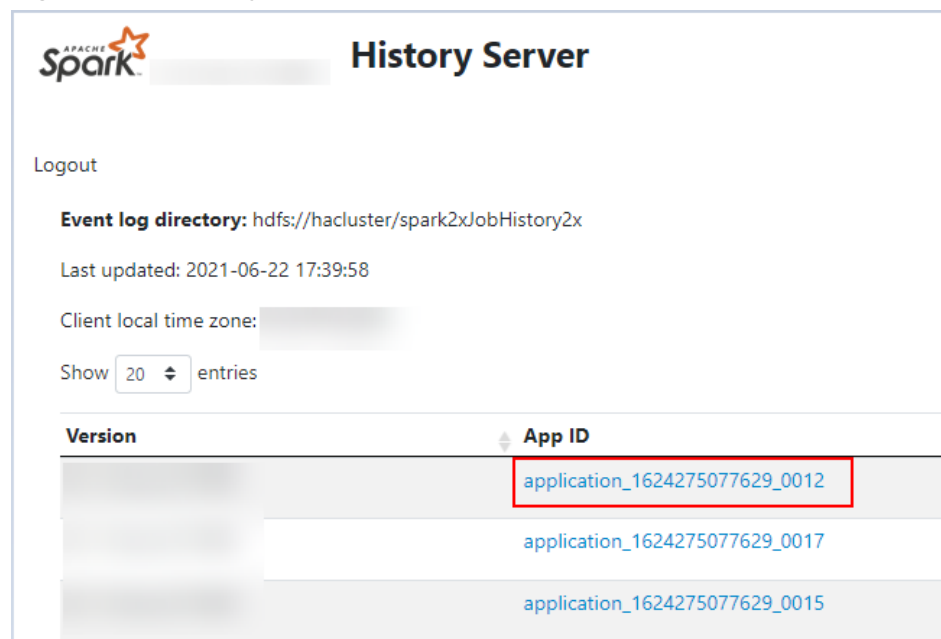 APACHE
Spark
History Server
Logout
Event log directory: hdfs://hacluster/spark2xJobHistory2x
Last updated: 2021-06-22 17:39:58
Client local time zone:
Show 20 entries
Version App ID
application_1624275077629_0012
application_1624275077629_0017
application_1624275077629_0015